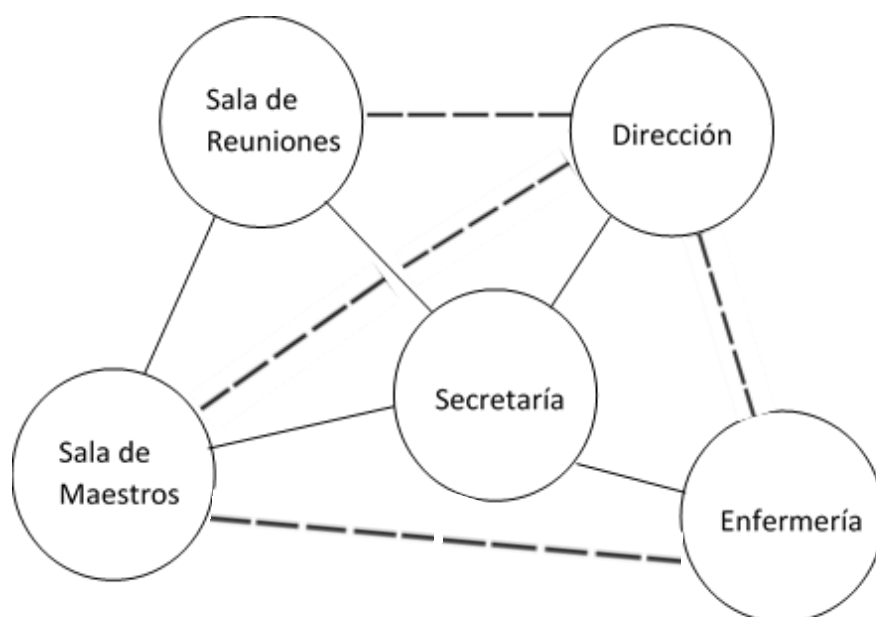 Sala de
Reuniones
Dirección
Secretaría
Sala de
Maestros
Enfermería